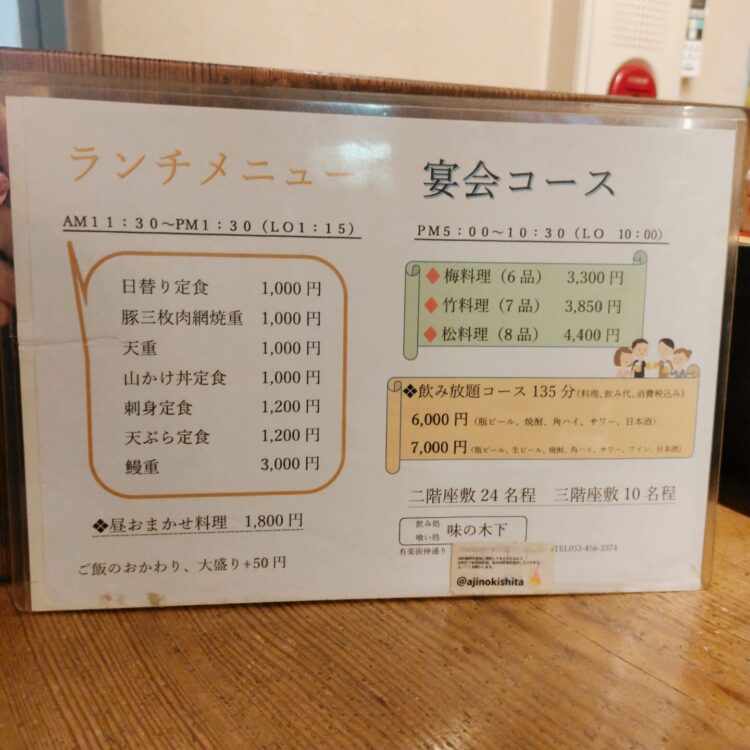 ランチメニュー
AM11：30～PM1：30（LO1：15）
日替り定食　1,000円
豚三枚肉網焼重　1,000円
天重　1,000円
山かけ丼定食　1,000円
刺身定食　1,200円
天ぷら定食　1,200円
鰻重　3,000円
❖昼おまかせ料理　1,800円
ご飯のおかわり、大盛り+50円
宴会コース
PM5：00～10：30（LO 10：00）
♦梅料理（6品）　3,300円
♦竹料理（7品）　3,850円
♦松料理（8品）　4,400円
❖飲み放題コース 135分（料理、飲み代、消費税込み）
6,000円（瓶ビール、焼酎、角ハイ、サワー、日本酒）
7,000円（瓶ビール、生ビール、焼酎、角ハイ、サワー、ワイン、日本酒）
二階座敷24名程　三階座敷10名程
飲み処
喰い処
味の木下
有楽街仲通り
TEL053-456-2374
@ajinokishita